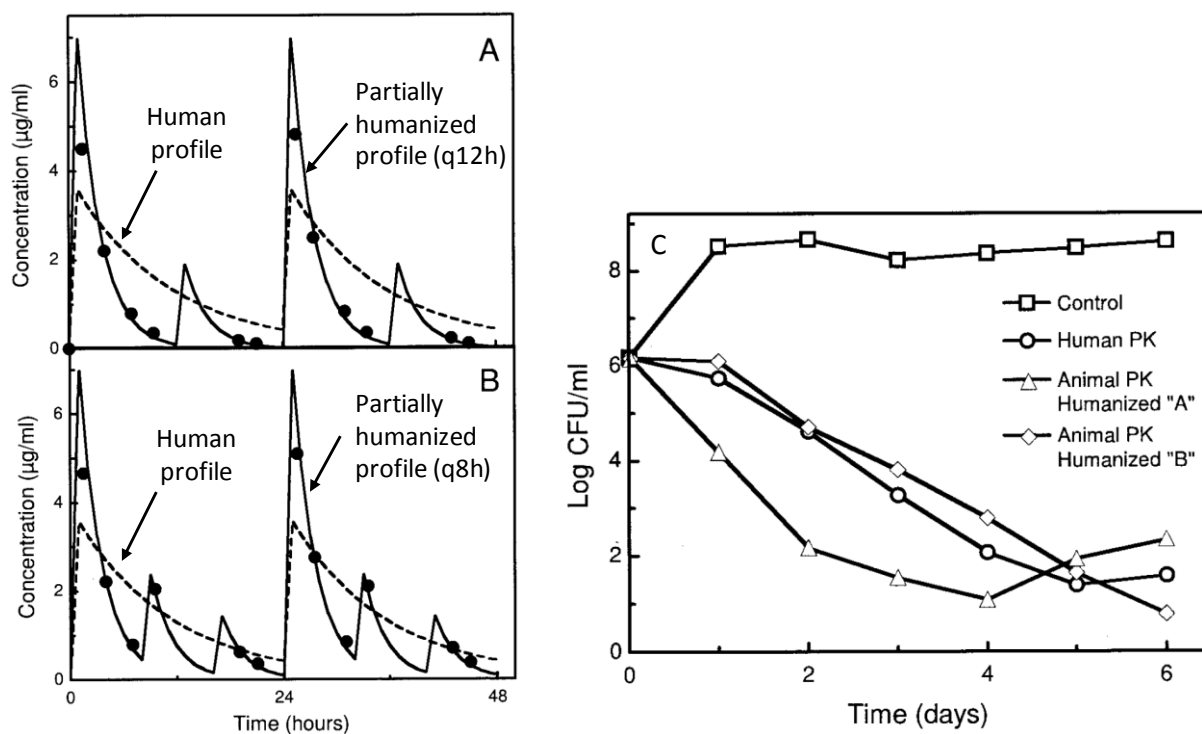 A
Concentration (µg/ml)
6
4
2
0
Human
profile
Partially
humanized
profile (q12h)
B
Concentration (µg/ml)
6
4
2
0
Human
profile
Partially
humanized
profile (q8h)
0
24
48
Time (hours)
C
Log CFU/ml
8
6
4
2
0
Control
Human PK
Animal PK
Humanized "A"
Animal PK
Humanized "B"
0
2
4
6
Time (days)